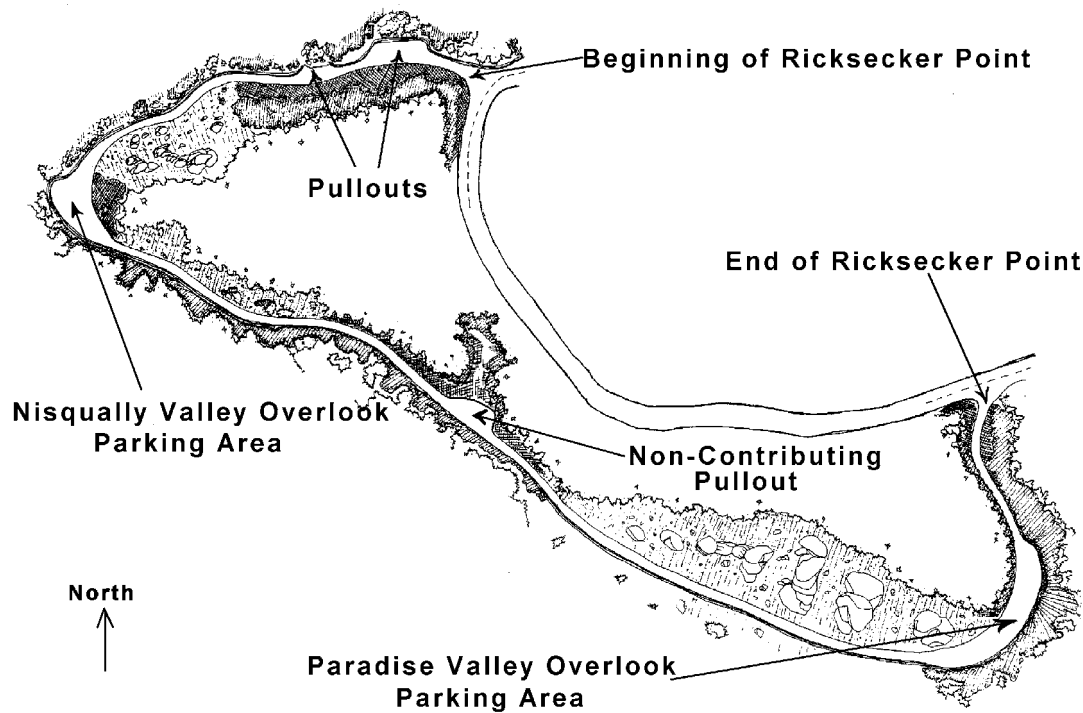 Beginning of Ricksecker Point
Pullouts
End of Ricksecker Point
Nisqually Valley Overlook
Parking Area
Non-Contributing
Pullout
North
Paradise Valley Overlook
Parking Area